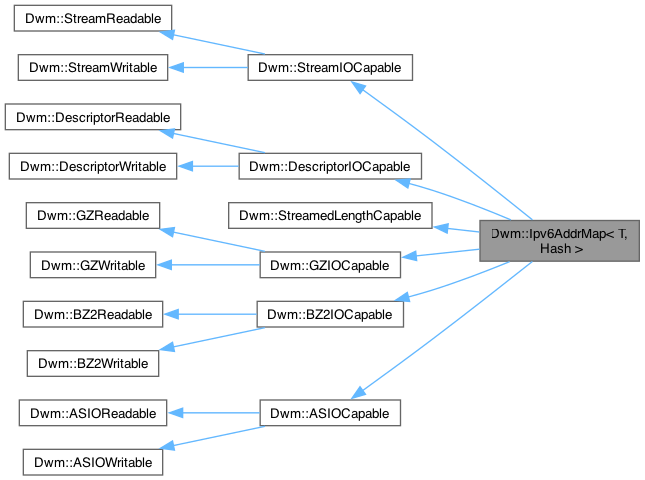 Dwm::StreamReadable
Dwm::StreamWritable
Dwm::StreamIOCapable
Dwm::DescriptorReadable
Dwm::DescriptorWritable
Dwm::DescriptorIOCapable
Dwm::GZReadable
Dwm::StreamedLengthCapable
Dwm::Ipv6AddrMap< T,
Hash >
Dwm::GZWritable
Dwm::GZIOCapable
Dwm::BZ2Readable
Dwm::BZ2IOCapable
Dwm::BZ2Writable
Dwm::ASIOReadable
Dwm::ASIOCapable
Dwm::ASIOWritable